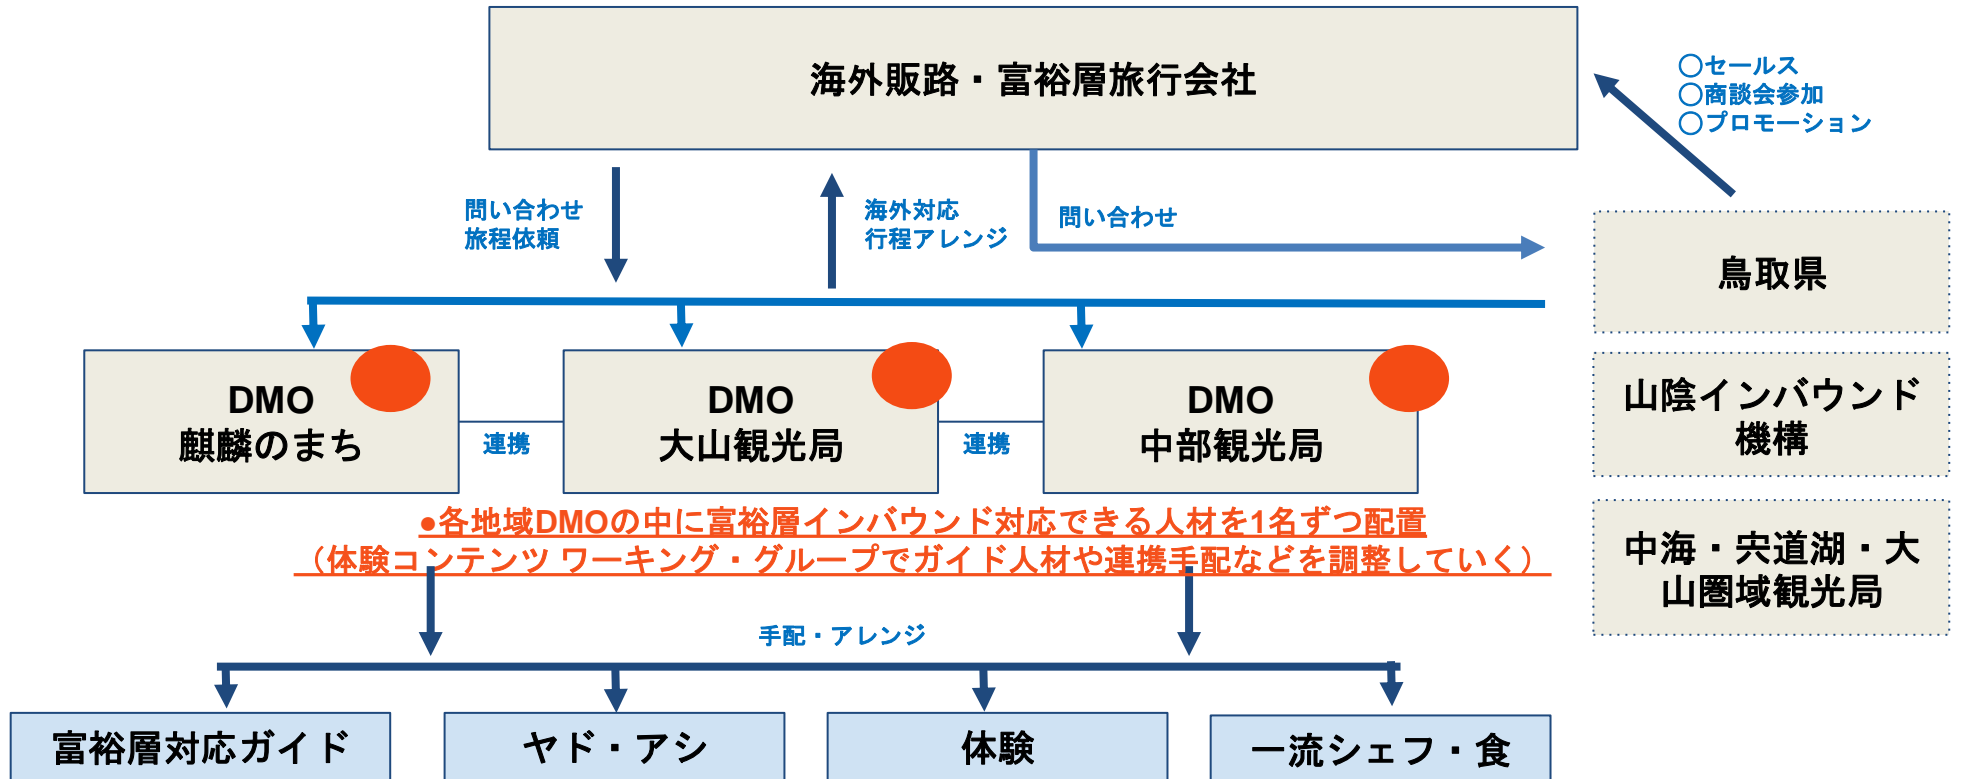 海外販路・富裕層旅行会社
○セールス
○商談会参加
○プロモーション
問い合わせ
旅程依頼
海外対応
行程アレンジ
問い合わせ
鳥取県
山陰インバウンド
機構
中海・宍道湖・大
山圏域観光局
DMO
麒麟のまち
連携
DMO
大山観光局
連携
DMO
中部観光局
●各地域DMOの中に富裕層インバウンド対応できる人材を1名ずつ配置
（体験コンテンツ ワーキング・グループでガイド人材や連携手配などを調整していく）
手配・アレンジ
富裕層対応ガイド
ヤド・アシ
体験
一流シェフ・食